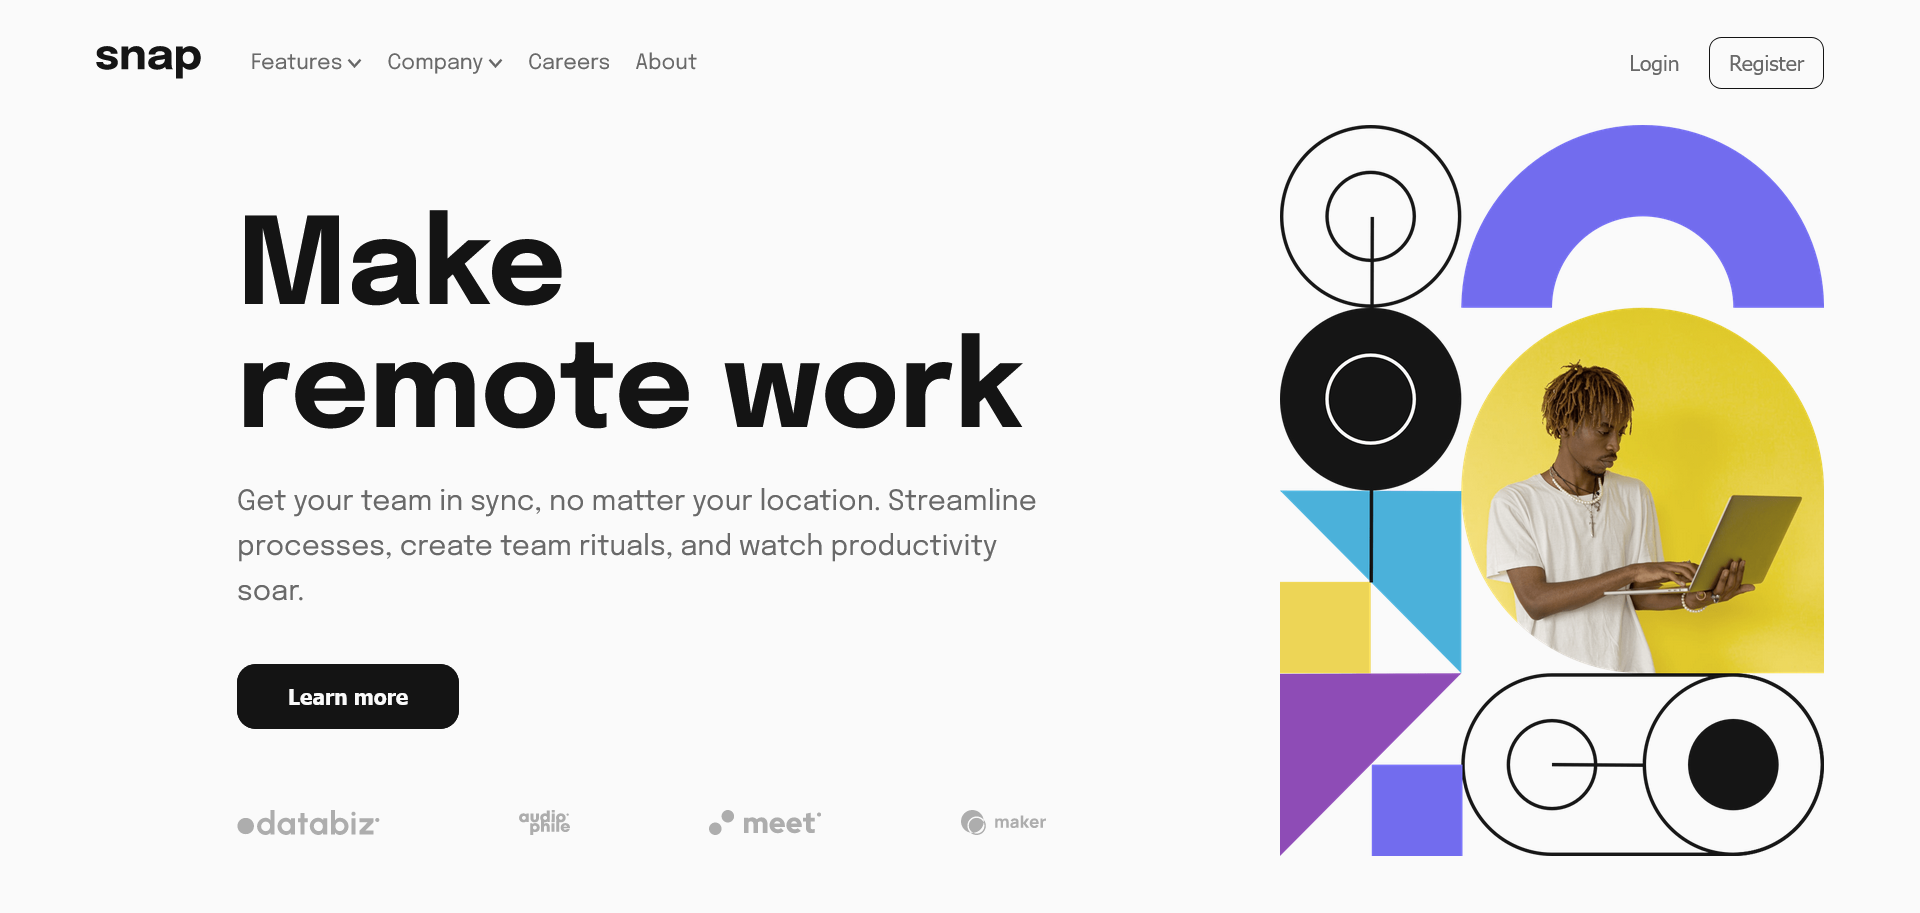 snap Features Company Careers About Login Register
Make
remote work
Get your team in sync, no matter your location. Streamline
processes, create team rituals, and watch productivity
soar.
Learn more
databiz audiophile meet maker